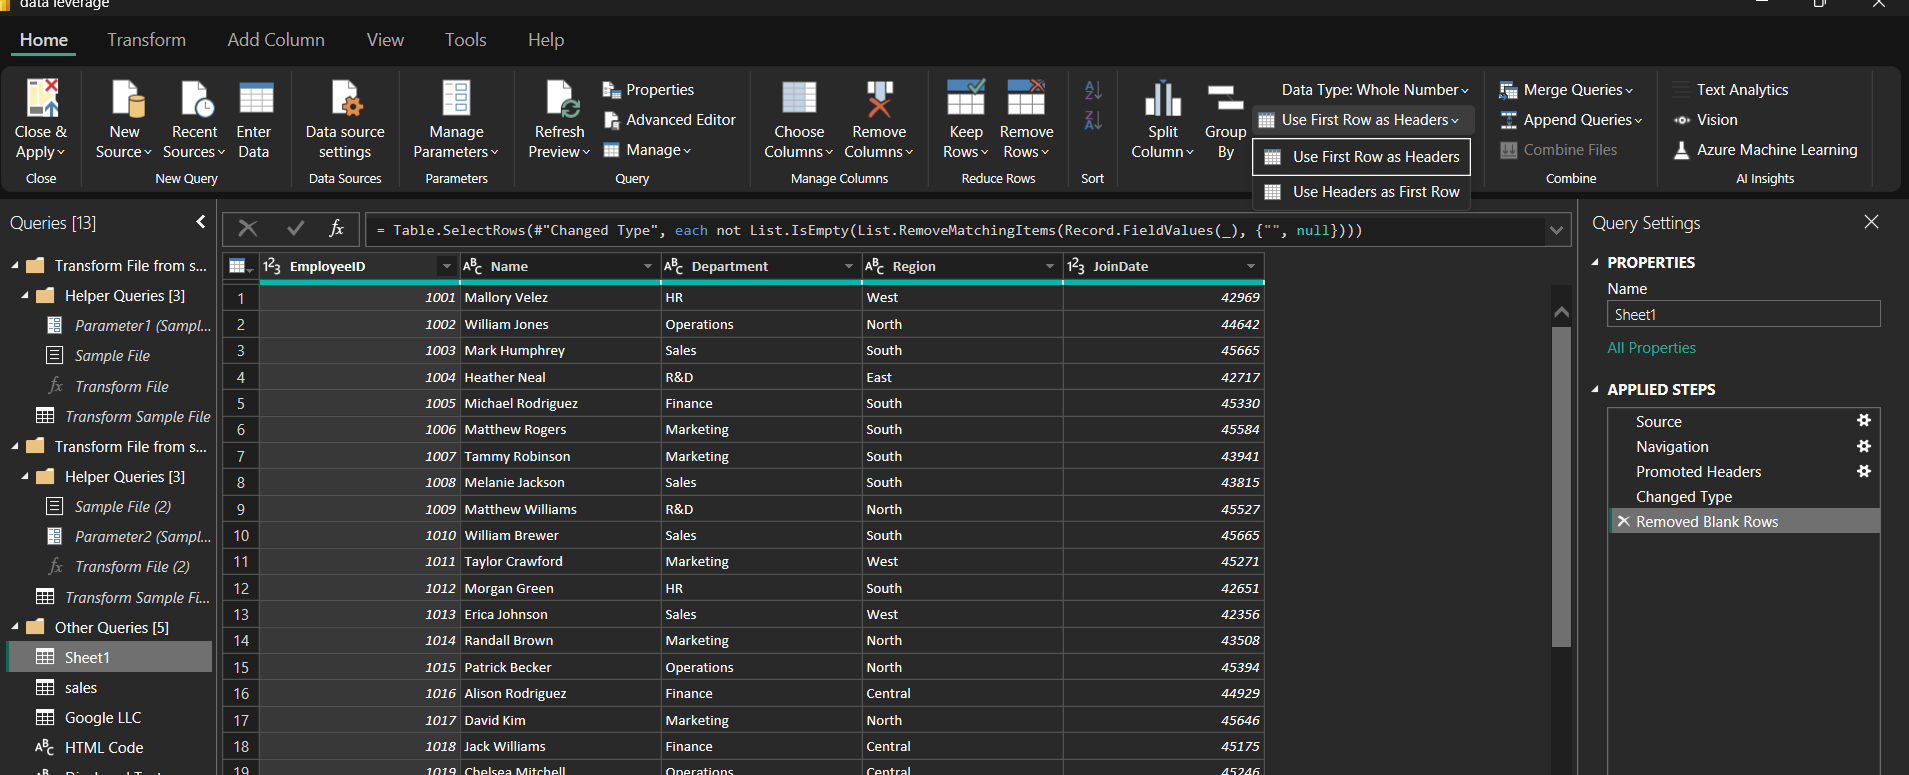 data leverage
Home Transform Add Column View Tools Help
Close & Apply
New Source
Recent Sources
Enter Data
Data source settings
Manage Parameters
Refresh Preview
Properties
Advanced Editor
Manage
Choose Columns
Remove Columns
Keep Rows
Remove Rows
Split Column
Group By
Data Type: Whole Number
Use First Row as Headers
Use First Row as Headers
Use Headers as First Row
Merge Queries
Append Queries
Combine Files
Text Analytics
Vision
Azure Machine Learning
Close New Query Data Sources Parameters Query Manage Columns Reduce Rows Sort Combine AI Insights
Queries [13]
Transform File from s...
Helper Queries [3]
Parameter1 (Sampl...
Sample File
fx Transform File
Transform Sample File
Transform File from s...
Helper Queries [3]
Sample File (2)
Parameter2 (Sampl...
fx Transform File (2)
Transform Sample Fi...
Other Queries [5]
Sheet1
sales
Google LLC
ABC HTML Code
fx = Table.SelectRows(#"Changed Type", each not List.IsEmpty(List.RemoveMatchingItems(Record.FieldValues(_), {"", null})))
123 EmployeeID ABC Name ABC Department ABC Region 123 JoinDate
1 1001 Mallory Velez HR West 42969
2 1002 William Jones Operations North 44642
3 1003 Mark Humphrey Sales South 45665
4 1004 Heather Neal R&D East 42717
5 1005 Michael Rodriguez Finance South 45330
6 1006 Matthew Rogers Marketing South 45584
7 1007 Tammy Robinson Marketing South 43941
8 1008 Melanie Jackson Sales South 43815
9 1009 Matthew Williams R&D North 45527
10 1010 William Brewer Sales South 45665
11 1011 Taylor Crawford Marketing West 45271
12 1012 Morgan Green HR South 42651
13 1013 Erica Johnson Sales West 42356
14 1014 Randall Brown Marketing North 43508
15 1015 Patrick Becker Operations North 45394
16 1016 Alison Rodriguez Finance Central 44929
17 1017 David Kim Marketing North 45646
18 1018 Jack Williams Finance Central 45175
19 1019 Chelsea Mitchell Operations Central 45246
Query Settings
PROPERTIES
Name
Sheet1
All Properties
APPLIED STEPS
Source
Navigation
Promoted Headers
Changed Type
Removed Blank Rows